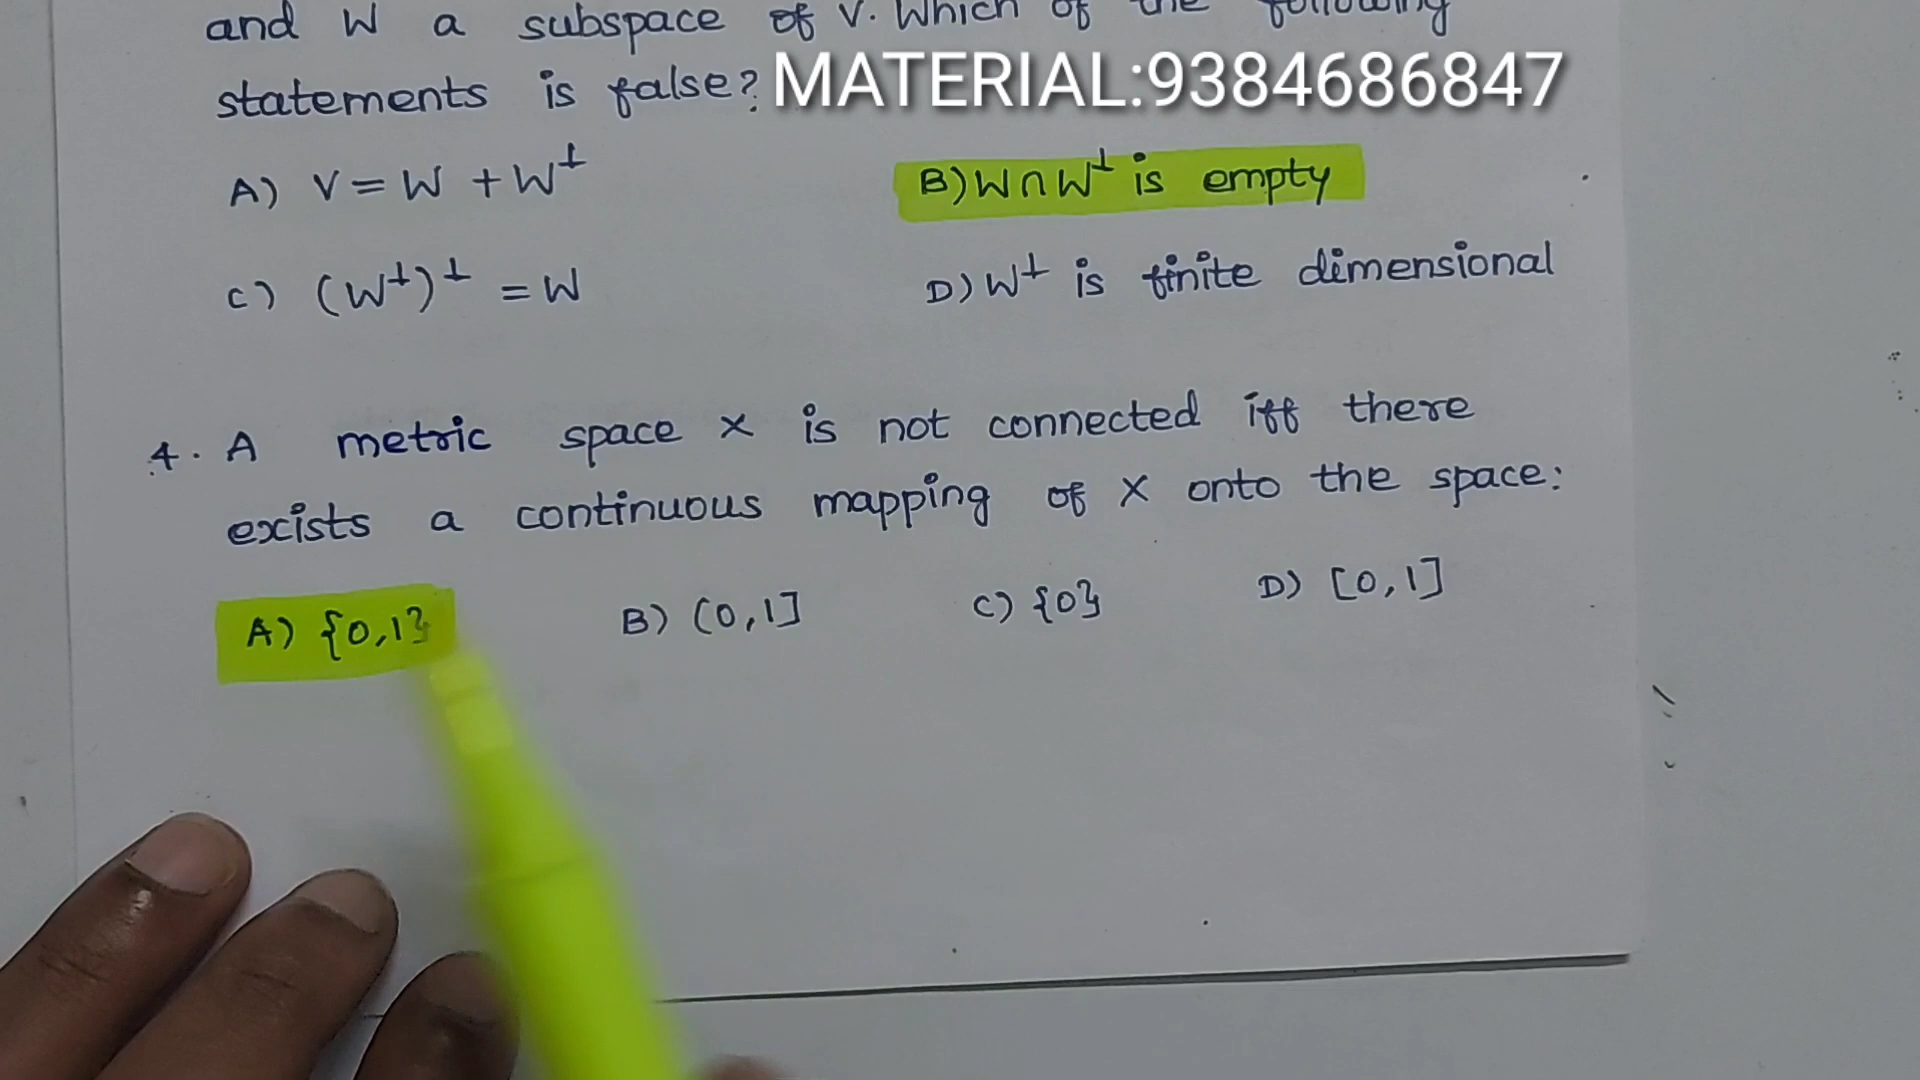 and W a subspace of V. Which of the following
statements is false?
MATERIAL:9384686847
A) V = W + W⊥
B) W∩W⊥ is empty
C) (W⊥)⊥ = W
D) W⊥ is finite dimensional
4. A metric space X is not connected iff there
exists a continuous mapping of X onto the space:
A) {0,1}
B) (0,1]
C) {0}
D) [0,1]